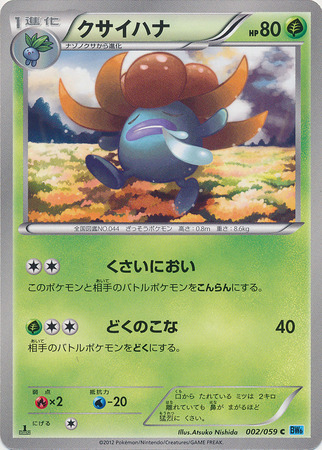 1進化
クサイハナ
HP80
ナゾノクサから進化
全国図鑑NO.044 ざっそうポケモン 高さ：0.8m 重さ：8.6kg
くさいにおい
このポケモンと相手のバトルポケモンをこんらんにする。
どくのこな 40
相手のバトルポケモンをどくにする。
弱点 抵抗力
×2 -20
にげる
口から たれている ミツは 2キロ
離れていても 鼻が まがるほど
猛烈に くさい。
Illus.Atsuko Nishida 002/059 C BW6
©2012 Pokémon/Nintendo/Creatures/GAME FREAK.